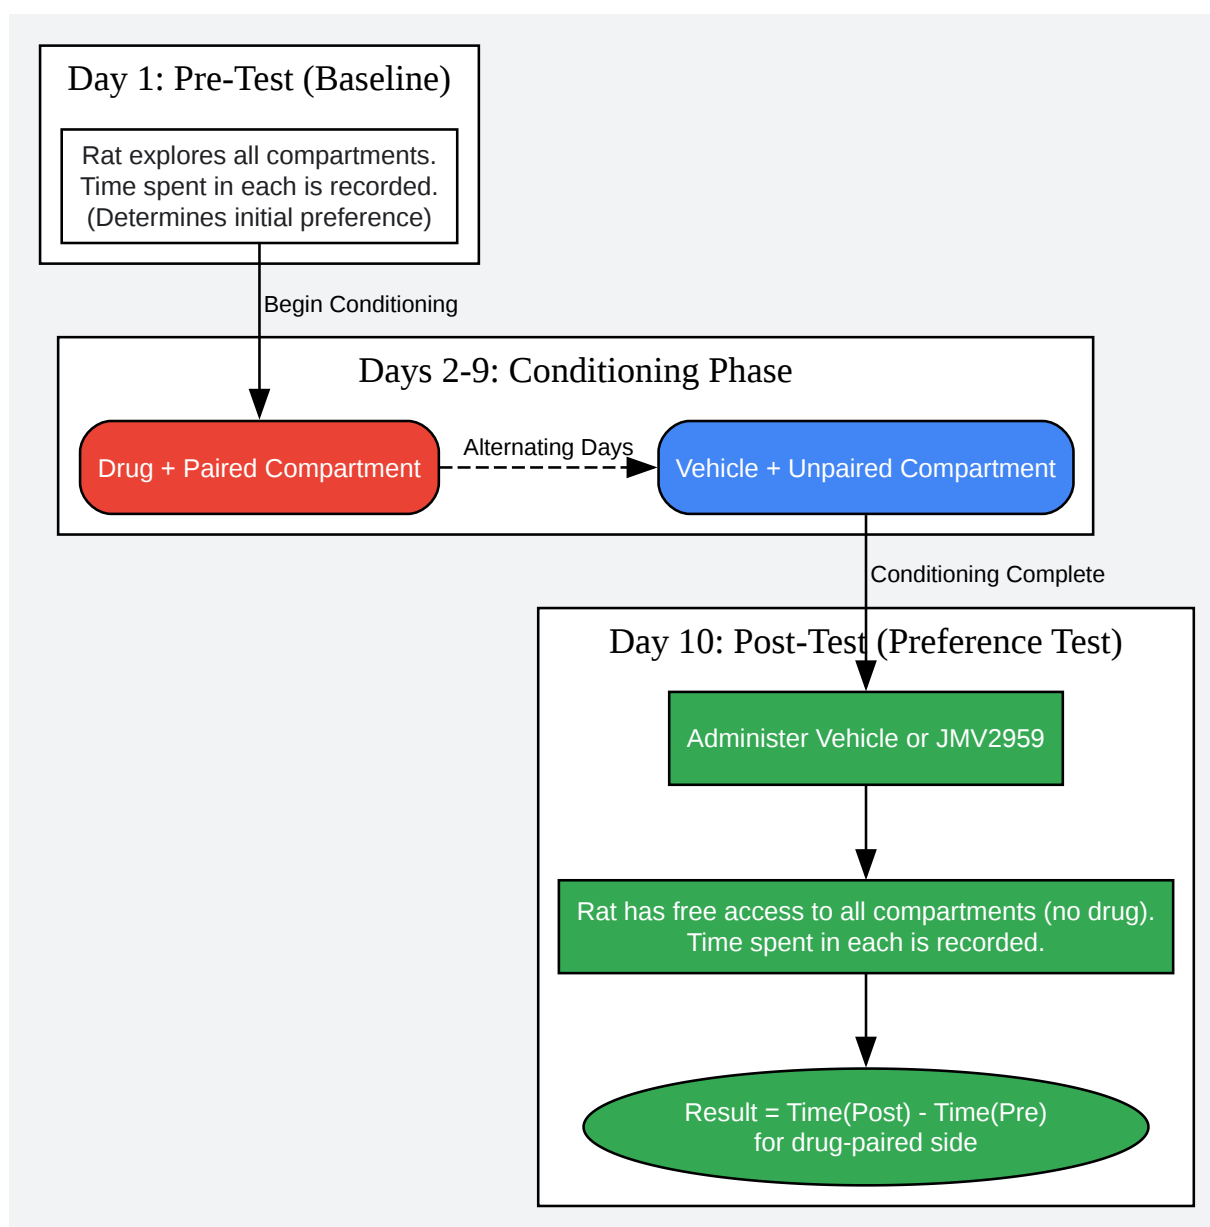 Day 1: Pre-Test (Baseline)
Rat explores all compartments.
Time spent in each is recorded.
(Determines initial preference)
Begin Conditioning
Days 2-9: Conditioning Phase
Drug + Paired Compartment
Alternating Days
Vehicle + Unpaired Compartment
Conditioning Complete
Day 10: Post-Test (Preference Test)
Administer Vehicle or JMV2959
Rat has free access to all compartments (no drug).
Time spent in each is recorded.
Result = Time(Post) - Time(Pre)
for drug-paired side